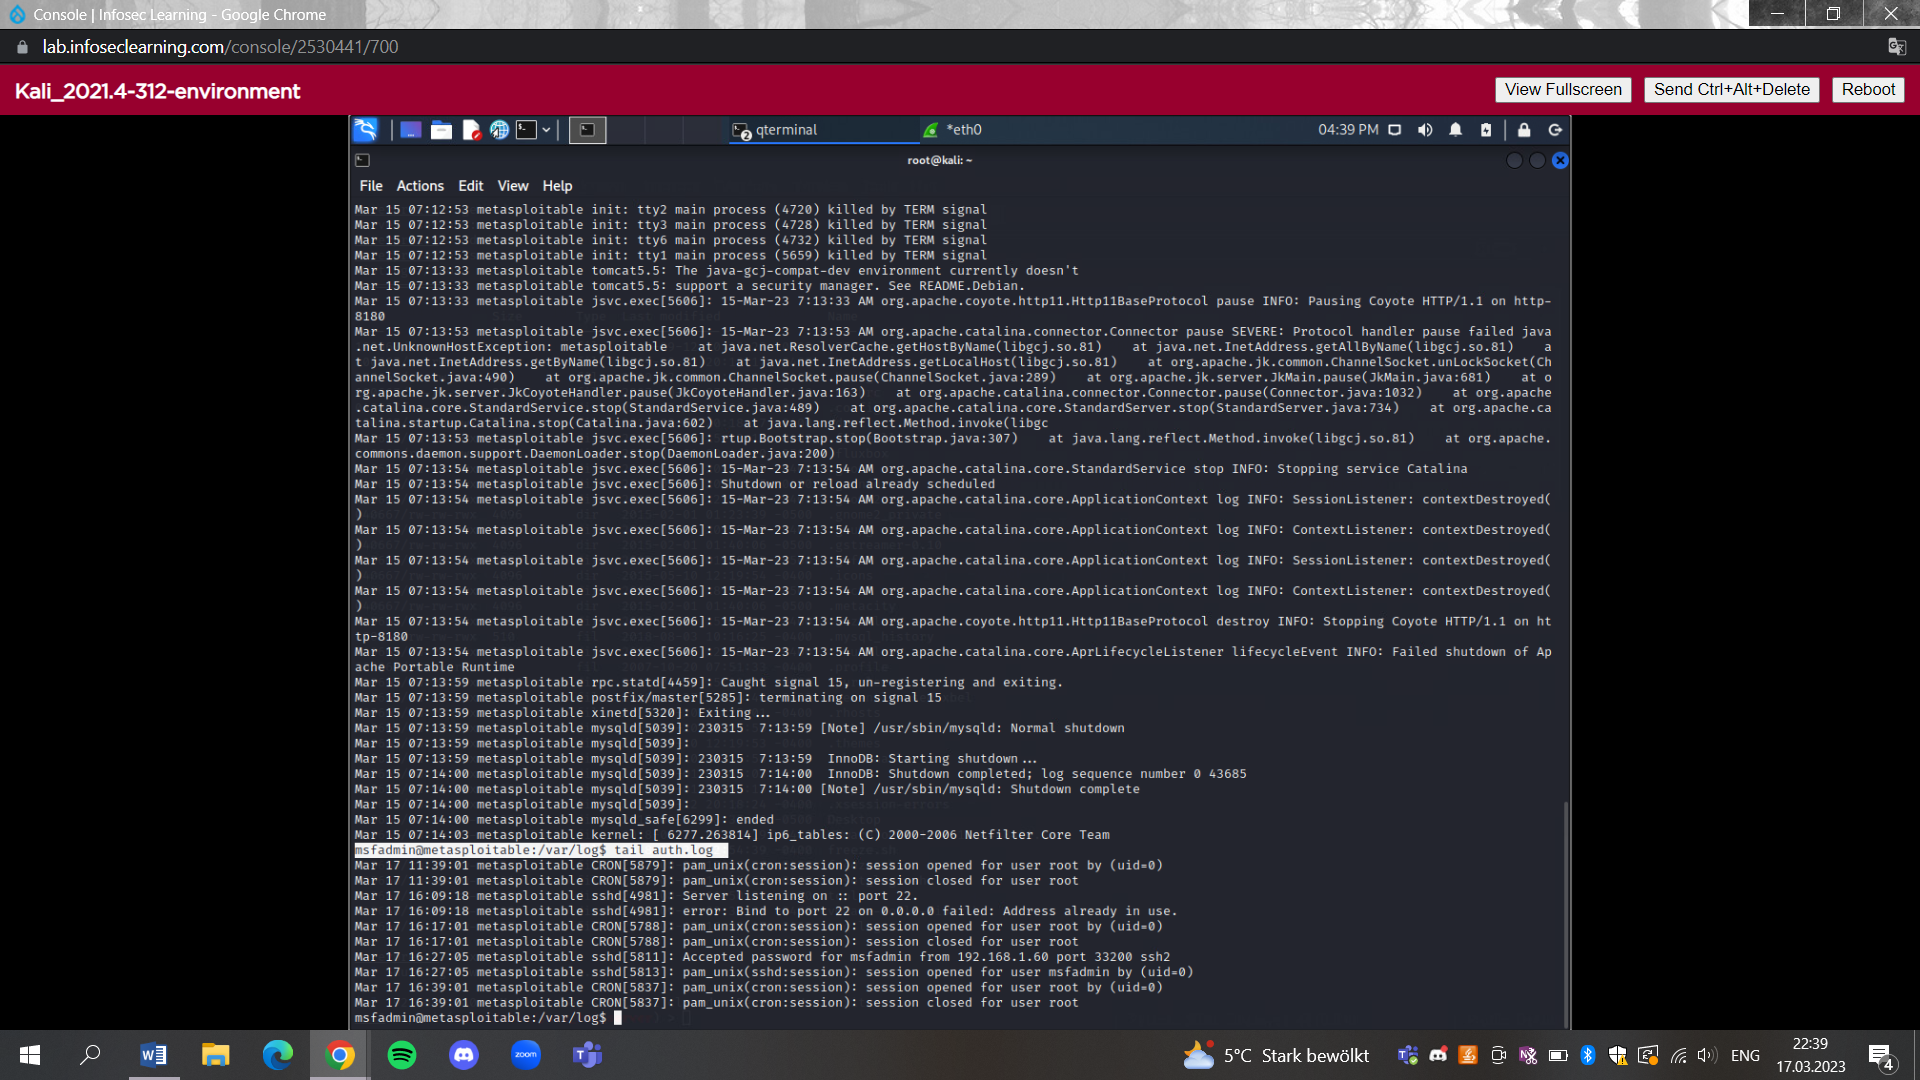 Console | Infosec Learning - Google Chrome
lab.infoseclearning.com/console/2530441/700
Kali_2021.4-312-environment
View Fullscreen
Send Ctrl+Alt+Delete
Reboot
qterminal
*eth0
04:39 PM
root@kali: ~
File Actions Edit View Help
Mar 15 07:12:53 metasploitable init: tty2 main process (4720) killed by TERM signal
Mar 15 07:12:53 metasploitable init: tty3 main process (4728) killed by TERM signal
Mar 15 07:12:53 metasploitable init: tty6 main process (4732) killed by TERM signal
Mar 15 07:12:53 metasploitable init: tty1 main process (5659) killed by TERM signal
Mar 15 07:13:33 metasploitable tomcat5.5: The java-gcj-compat-dev environment currently doesn't
Mar 15 07:13:33 metasploitable tomcat5.5: support a security manager. See README.Debian.
Mar 15 07:13:33 metasploitable jsvc.exec[5606]: 15-Mar-23 7:13:33 AM org.apache.coyote.http11.Http11BaseProtocol pause INFO: Pausing Coyote HTTP/1.1 on http-
8180
Mar 15 07:13:53 metasploitable jsvc.exec[5606]: 15-Mar-23 7:13:53 AM org.apache.catalina.connector.Connector pause SEVERE: Protocol handler pause failed java
.net.UnknownHostException: metasploitable    at java.net.ResolverCache.getHostByName(libgcj.so.81)    at java.net.InetAddress.getAllByName(libgcj.so.81)    a
t java.net.InetAddress.getByName(libgcj.so.81)    at java.net.InetAddress.getLocalHost(libgcj.so.81)    at org.apache.jk.common.ChannelSocket.unLockSocket(Ch
annelSocket.java:490)    at org.apache.jk.common.ChannelSocket.pause(ChannelSocket.java:289)    at org.apache.jk.server.JkMain.pause(JkMain.java:681)    at o
rg.apache.jk.server.JkCoyoteHandler.pause(JkCoyoteHandler.java:163)    at org.apache.catalina.connector.Connector.pause(Connector.java:1032)    at org.apache
.catalina.core.StandardService.stop(StandardService.java:489)    at org.apache.catalina.core.StandardServer.stop(StandardServer.java:734)    at org.apache.ca
talina.startup.Catalina.stop(Catalina.java:602)    at java.lang.reflect.Method.invoke(libgc
Mar 15 07:13:53 metasploitable jsvc.exec[5606]: rtup.Bootstrap.stop(Bootstrap.java:307)    at java.lang.reflect.Method.invoke(libgcj.so.81)    at org.apache.
commons.daemon.support.DaemonLoader.stop(DaemonLoader.java:200)
Mar 15 07:13:54 metasploitable jsvc.exec[5606]: 15-Mar-23 7:13:54 AM org.apache.catalina.core.StandardService stop INFO: Stopping service Catalina
Mar 15 07:13:54 metasploitable jsvc.exec[5606]: Shutdown or reload already scheduled
Mar 15 07:13:54 metasploitable jsvc.exec[5606]: 15-Mar-23 7:13:54 AM org.apache.catalina.core.ApplicationContext log INFO: SessionListener: contextDestroyed(
)
Mar 15 07:13:54 metasploitable jsvc.exec[5606]: 15-Mar-23 7:13:54 AM org.apache.catalina.core.ApplicationContext log INFO: ContextListener: contextDestroyed(
)
Mar 15 07:13:54 metasploitable jsvc.exec[5606]: 15-Mar-23 7:13:54 AM org.apache.catalina.core.ApplicationContext log INFO: SessionListener: contextDestroyed(
)
Mar 15 07:13:54 metasploitable jsvc.exec[5606]: 15-Mar-23 7:13:54 AM org.apache.catalina.core.ApplicationContext log INFO: ContextListener: contextDestroyed(
)
Mar 15 07:13:54 metasploitable jsvc.exec[5606]: 15-Mar-23 7:13:54 AM org.apache.coyote.http11.Http11BaseProtocol destroy INFO: Stopping Coyote HTTP/1.1 on ht
tp-8180
Mar 15 07:13:54 metasploitable jsvc.exec[5606]: 15-Mar-23 7:13:54 AM org.apache.catalina.core.AprLifecycleListener lifecycleEvent INFO: Failed shutdown of Ap
ache Portable Runtime
Mar 15 07:13:59 metasploitable rpc.statd[4459]: Caught signal 15, un-registering and exiting.
Mar 15 07:13:59 metasploitable postfix/master[5285]: terminating on signal 15
Mar 15 07:13:59 metasploitable xinetd[5320]: Exiting...
Mar 15 07:13:59 metasploitable mysqld[5039]: 230315  7:13:59 [Note] /usr/sbin/mysqld: Normal shutdown
Mar 15 07:13:59 metasploitable mysqld[5039]:
Mar 15 07:13:59 metasploitable mysqld[5039]: 230315  7:13:59  InnoDB: Starting shutdown...
Mar 15 07:14:00 metasploitable mysqld[5039]: 230315  7:14:00  InnoDB: Shutdown completed; log sequence number 0 43685
Mar 15 07:14:00 metasploitable mysqld[5039]: 230315  7:14:00 [Note] /usr/sbin/mysqld: Shutdown complete
Mar 15 07:14:00 metasploitable mysqld[5039]:
Mar 15 07:14:00 metasploitable mysqld_safe[6299]: ended
Mar 15 07:14:03 metasploitable kernel: [ 6277.263814] ip6_tables: (C) 2000-2006 Netfilter Core Team
msfadmin@metasploitable:/var/log$ tail auth.log
Mar 17 11:39:01 metasploitable CRON[5879]: pam_unix(cron:session): session opened for user root by (uid=0)
Mar 17 11:39:01 metasploitable CRON[5879]: pam_unix(cron:session): session closed for user root
Mar 17 16:09:18 metasploitable sshd[4981]: Server listening on :: port 22.
Mar 17 16:09:18 metasploitable sshd[4981]: error: Bind to port 22 on 0.0.0.0 failed: Address already in use.
Mar 17 16:17:01 metasploitable CRON[5788]: pam_unix(cron:session): session opened for user root by (uid=0)
Mar 17 16:17:01 metasploitable CRON[5788]: pam_unix(cron:session): session closed for user root
Mar 17 16:27:05 metasploitable sshd[5811]: Accepted password for msfadmin from 192.168.1.60 port 33200 ssh2
Mar 17 16:27:05 metasploitable sshd[5813]: pam_unix(sshd:session): session opened for user msfadmin by (uid=0)
Mar 17 16:39:01 metasploitable CRON[5837]: pam_unix(cron:session): session opened for user root by (uid=0)
Mar 17 16:39:01 metasploitable CRON[5837]: pam_unix(cron:session): session closed for user root
msfadmin@metasploitable:/var/log$
zoom
5°C Stark bewölkt
ENG
22:39
17.03.2023
4